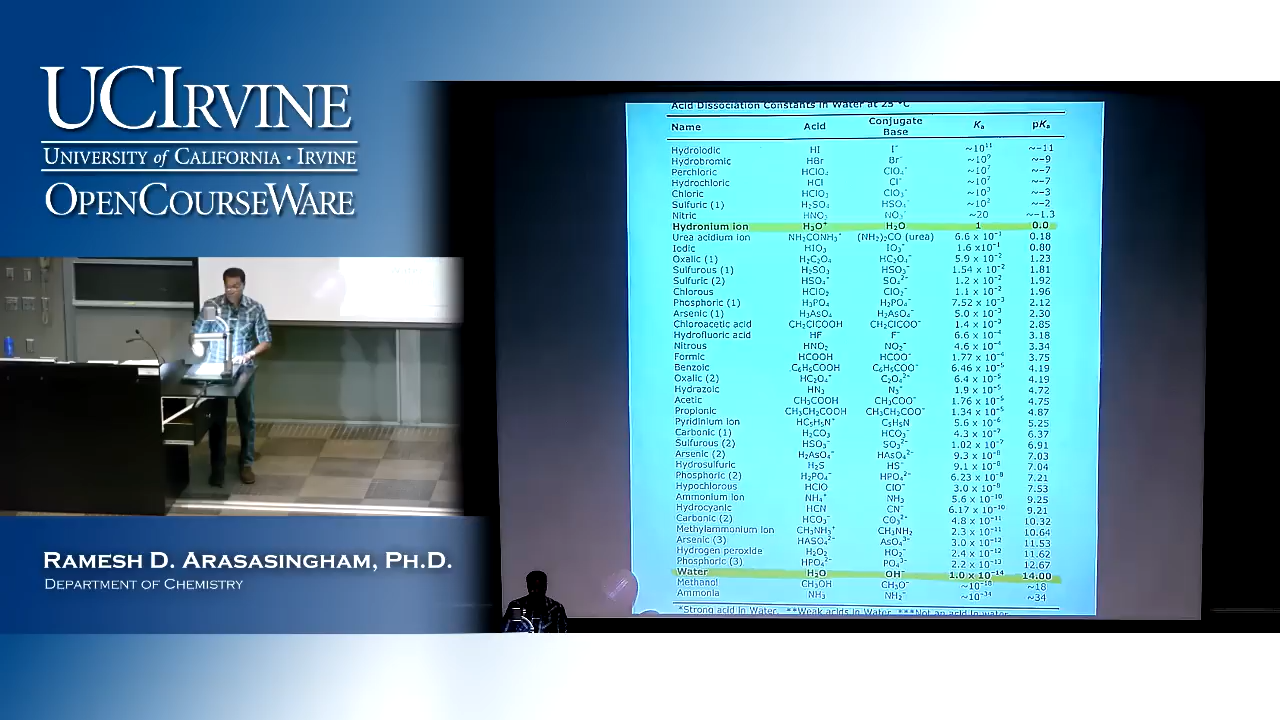 UCIRVINE
UNIVERSITY of CALIFORNIA · IRVINE
OPENCOURSEWARE
RAMESH D. ARASASINGHAM, PH.D.
DEPARTMENT OF CHEMISTRY
Acid Dissociation Constants in Water at 25 °C
Name Acid Conjugate Base Kₐ pKₐ
Hydroiodic HI I⁻ ~10¹¹ ~-11
Hydrobromic HBr Br⁻ ~10⁹ ~-9
Perchloric HClO₄ ClO₄⁻ ~10⁷ ~-7
Hydrochloric HCl Cl⁻ ~10⁷ ~-7
Chloric HClO₃ ClO₃⁻ ~10³ ~-3
Sulfuric (1) H₂SO₄ HSO₄⁻ ~10² ~-2
Nitric HNO₃ NO₃⁻ ~20 ~-1.3
Hydronium ion H₃O⁺ H₂O 1 0.0
Urea acidium ion NH₂CONH₃⁺ (NH₂)₂CO (urea) 6.6 x 10⁻¹ 0.18
Iodic HIO₃ IO₃⁻ 1.6 x10⁻¹ 0.80
Oxalic (1) H₂C₂O₄ HC₂O₄⁻ 5.9 x 10⁻² 1.23
Sulfurous (1) H₂SO₃ HSO₃⁻ 1.54 x 10⁻² 1.81
Sulfuric (2) HSO₄⁻ SO₄²⁻ 1.2 x 10⁻² 1.92
Chlorous HClO₂ ClO₂⁻ 1.1 x 10⁻² 1.96
Phosphoric (1) H₃PO₄ H₂PO₄⁻ 7.52 x 10⁻³ 2.12
Arsenic (1) H₃AsO₄ H₂AsO₄⁻ 5.0 x 10⁻³ 2.30
Chloroacetic acid CH₂ClCOOH CH₂ClCOO⁻ 1.4 x 10⁻³ 2.85
Hydrofluoric acid HF F⁻ 6.6 x 10⁻⁴ 3.18
Nitrous HNO₂ NO₂⁻ 4.6 x 10⁻⁴ 3.34
Formic HCOOH HCOO⁻ 1.77 x 10⁻⁴ 3.75
Benzoic C₆H₅COOH C₆H₅COO⁻ 6.46 x 10⁻⁵ 4.19
Oxalic (2) HC₂O₄⁻ C₂O₄²⁻ 6.4 x 10⁻⁵ 4.19
Hydrazoic HN₃ N₃⁻ 1.9 x 10⁻⁵ 4.72
Acetic CH₃COOH CH₃COO⁻ 1.76 x 10⁻⁵ 4.75
Propionic CH₃CH₂COOH CH₃CH₂COO⁻ 1.34 x 10⁻⁵ 4.87
Pyridinium ion HC₅H₅N⁺ C₅H₅N 5.6 x 10⁻⁶ 5.25
Carbonic (1) H₂CO₃ HCO₃⁻ 4.3 x 10⁻⁷ 6.37
Sulfurous (2) HSO₃⁻ SO₃²⁻ 1.02 x 10⁻⁷ 6.91
Arsenic (2) H₂AsO₄⁻ HAsO₄²⁻ 9.3 x 10⁻⁸ 7.03
Hydrosulfuric H₂S HS⁻ 9.1 x 10⁻⁸ 7.04
Phosphoric (2) H₂PO₄⁻ HPO₄²⁻ 6.23 x 10⁻⁸ 7.21
Hypochlorous HClO ClO⁻ 3.0 x 10⁻⁸ 7.53
Ammonium ion NH₄⁺ NH₃ 5.6 x 10⁻¹⁰ 9.25
Hydrocyanic HCN CN⁻ 6.17 x 10⁻¹⁰ 9.21
Carbonic (2) HCO₃⁻ CO₃²⁻ 4.8 x 10⁻¹¹ 10.32
Methylammonium ion CH₃NH₃⁺ CH₃NH₂ 2.3 x 10⁻¹¹ 10.64
Arsenic (3) HASO₄²⁻ AsO₄³⁻ 3.0 x 10⁻¹² 11.53
Hydrogen peroxide H₂O₂ HO₂⁻ 2.4 x 10⁻¹² 11.62
Phosphoric (3) HPO₄²⁻ PO₄³⁻ 2.2 x 10⁻¹³ 12.67
Water H₂O OH⁻ 1.0 x 10⁻¹⁴ 14.00
Methanol CH₃OH CH₃O⁻ ~10⁻¹⁸ ~18
Ammonia NH₃ NH₂⁻ ~10⁻³⁴ ~34
*Strong acid in Water, **Weak acids in Water, ***Not an acid in water